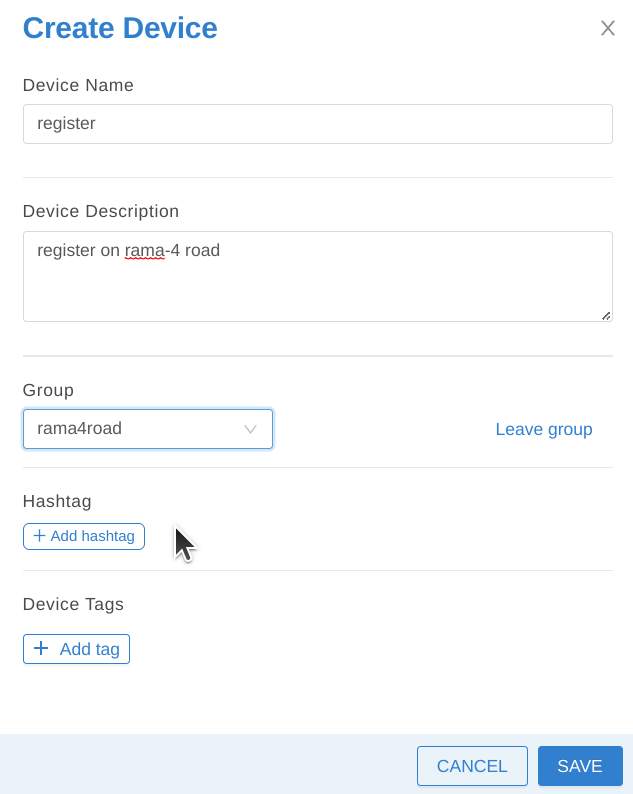 Create Device
Device Name
register
Device Description
register on rama-4 road
Group
rama4road
Leave group
Hashtag
+ Add hashtag
Device Tags
+ Add tag
CANCEL
SAVE